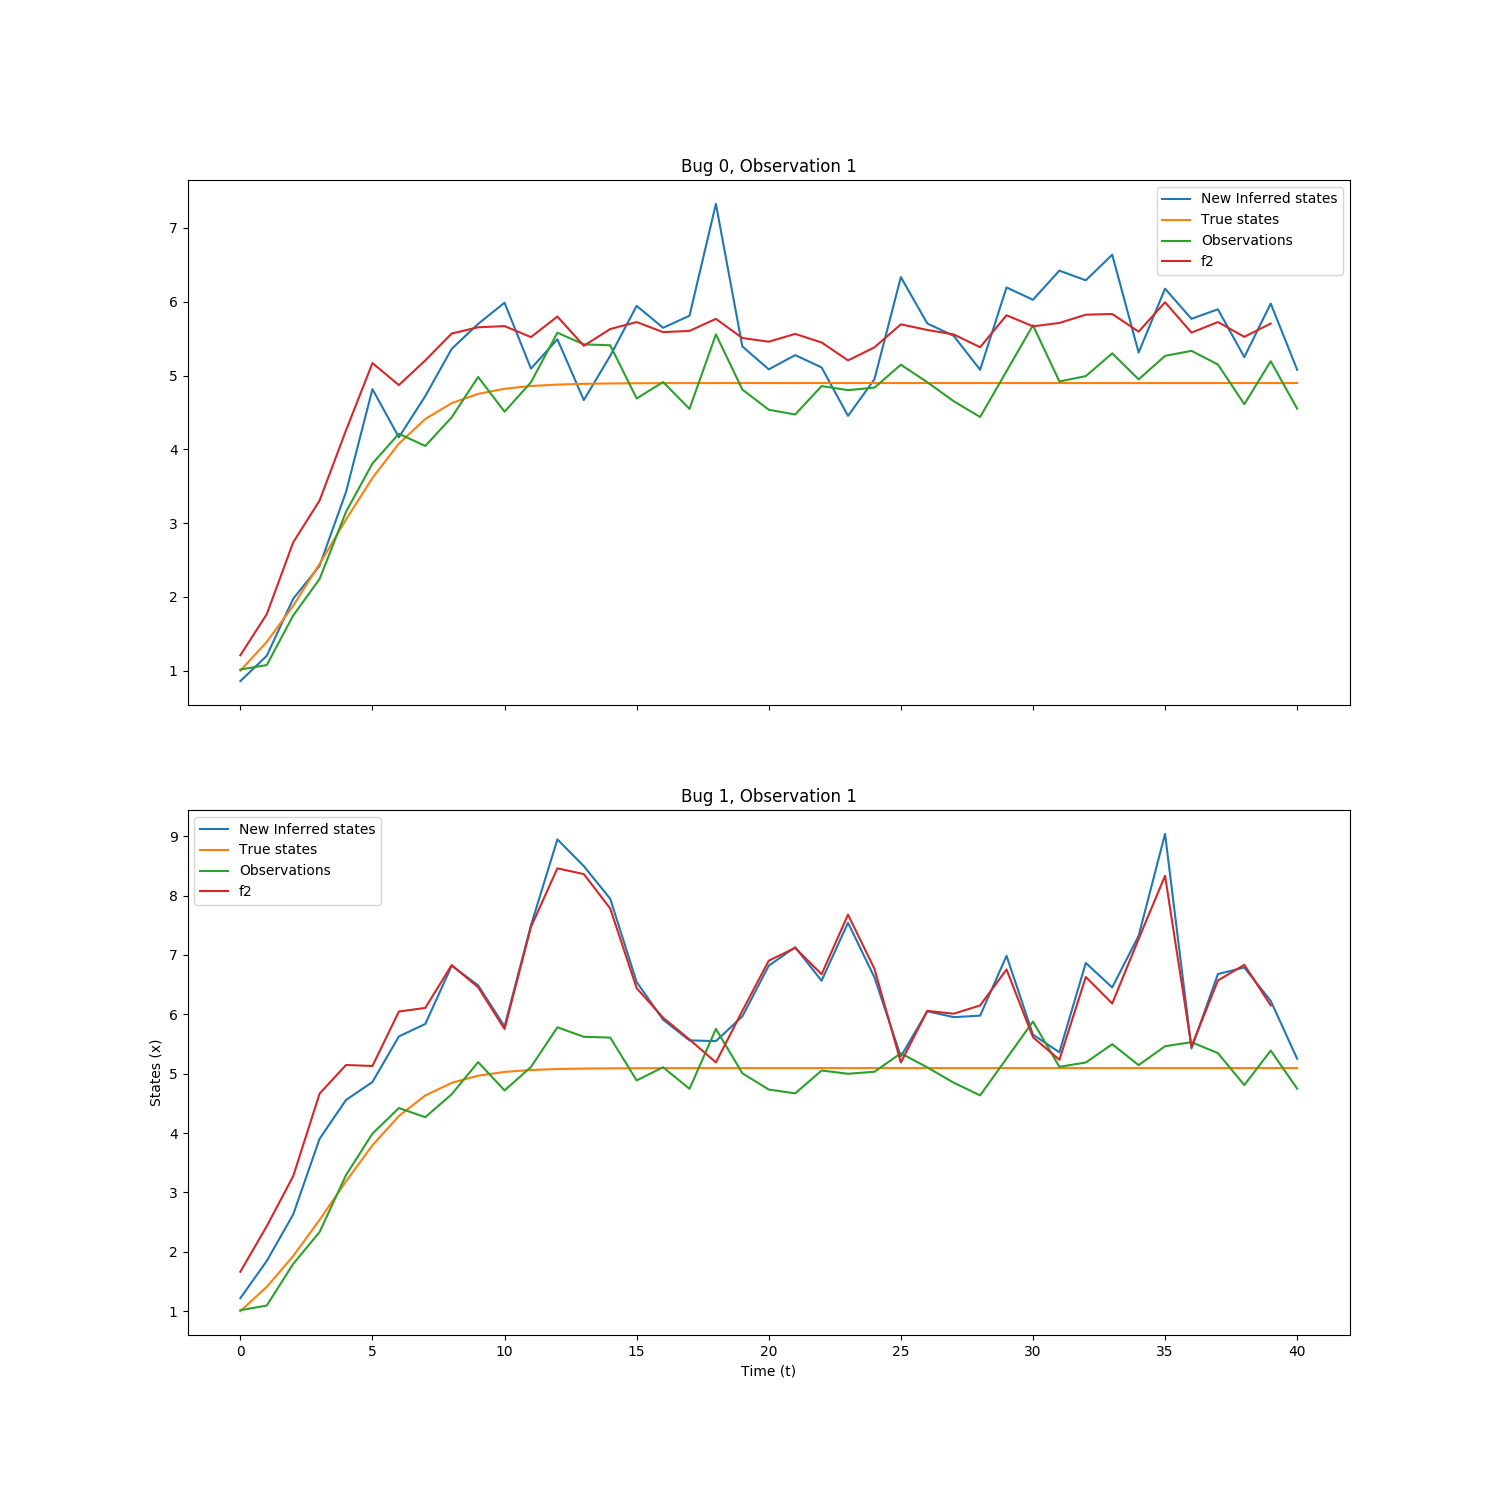 Bug 0, Observation 1
New Inferred states
True states
Observations
f2
7
6
5
4
3
2
1
Bug 1, Observation 1
New Inferred states
True states
Observations
f2
9
8
7
6
5
4
3
2
1
States (x)
0 5 10 15 20 25 30 35 40
Time (t)